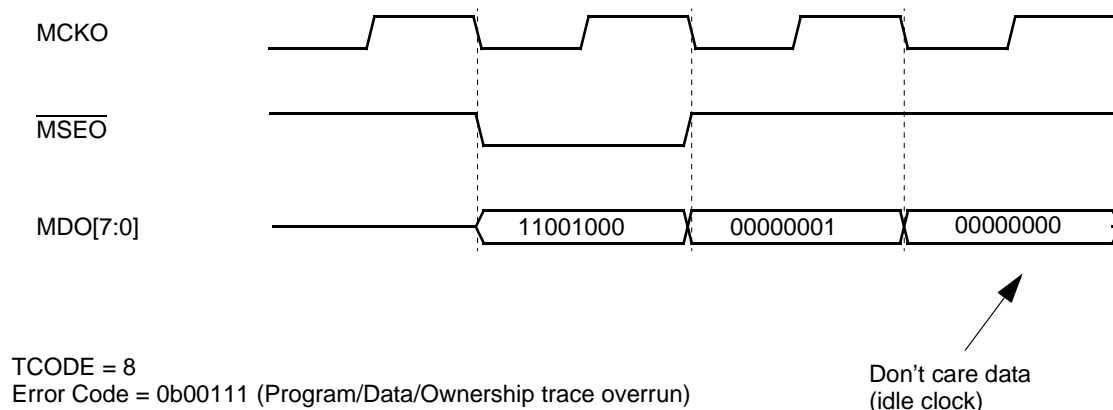 MCKO
MSEO
MDO[7:0]
11001000 00000001 00000000
TCODE = 8
Error Code = 0b00111 (Program/Data/Ownership trace overrun)
Don't care data
(idle clock)